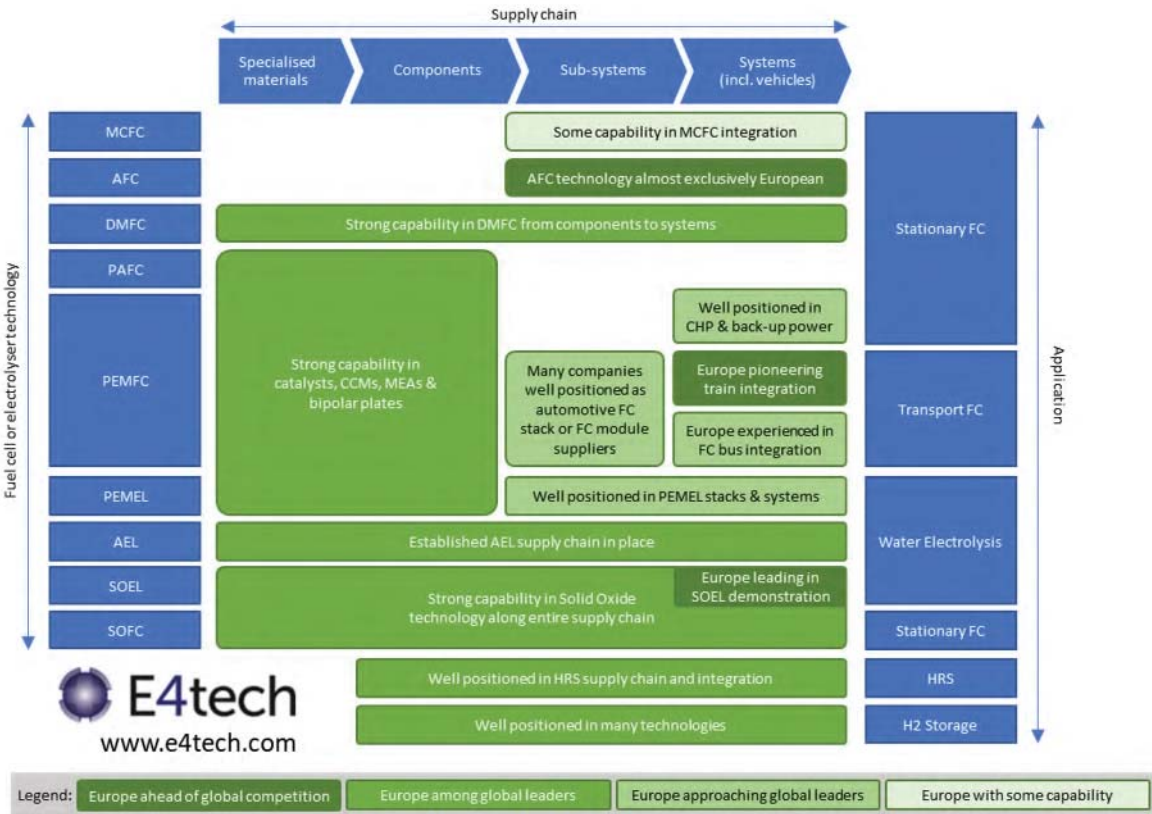 Supply chain
Specialised
materials
Components
Sub-systems
Systems
(incl. vehicles)
Fuel cell or electrolyser technology
MCFC
AFC
DMFC
PAFC
PEMFC
PEMEL
AEL
SOEL
SOFC
Some capability in MCFC integration
AFC technology almost exclusively European
Strong capability in DMFC from components to systems
Strong capability in
catalysts, CCMs, MEAs &
bipolar plates
Well positioned in
CHP & back-up power
Many companies
well positioned as
automotive FC
stack or FC module
suppliers
Europe pioneering
train integration
Europe experienced in
FC bus integration
Well positioned in PEMEL stacks & systems
Established AEL supply chain in place
Europe leading in
SOEL demonstration
Strong capability in Solid Oxide
technology along entire supply chain
Well positioned in HRS supply chain and integration
Well positioned in many technologies
Stationary FC
Transport FC
Water Electrolysis
Stationary FC
HRS
H2 Storage
Application
E4tech
www.e4tech.com
Legend:
Europe ahead of global competition
Europe among global leaders
Europe approaching global leaders
Europe with some capability